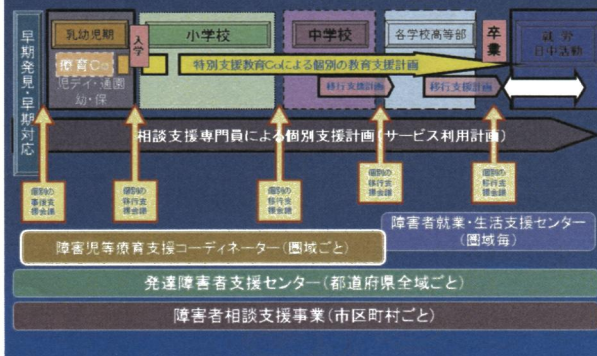 早期発見・早期対応
乳幼児期
入学
小学校
中学校
各学校高等部
卒業
就労
日中活動
療育Co
児デイ・通園
幼・保
特別支援教育Coによる個別の教育支援計画
移行支援計画
移行支援計画
相談支援専門員による個別支援計画(サービス利用計画)
個別の
支援会議
個別の
移行支
援会議
個別の
移行支
援会議
個別の
移行支
援会議
個別の
移行支
援会議
障害者就業・生活支援センター
(圏域毎)
障害児等療育支援コーディネーター(圏域ごと)
発達障害者支援センター(都道府県全域ごと)
障害者相談支援事業(市区町村ごと)